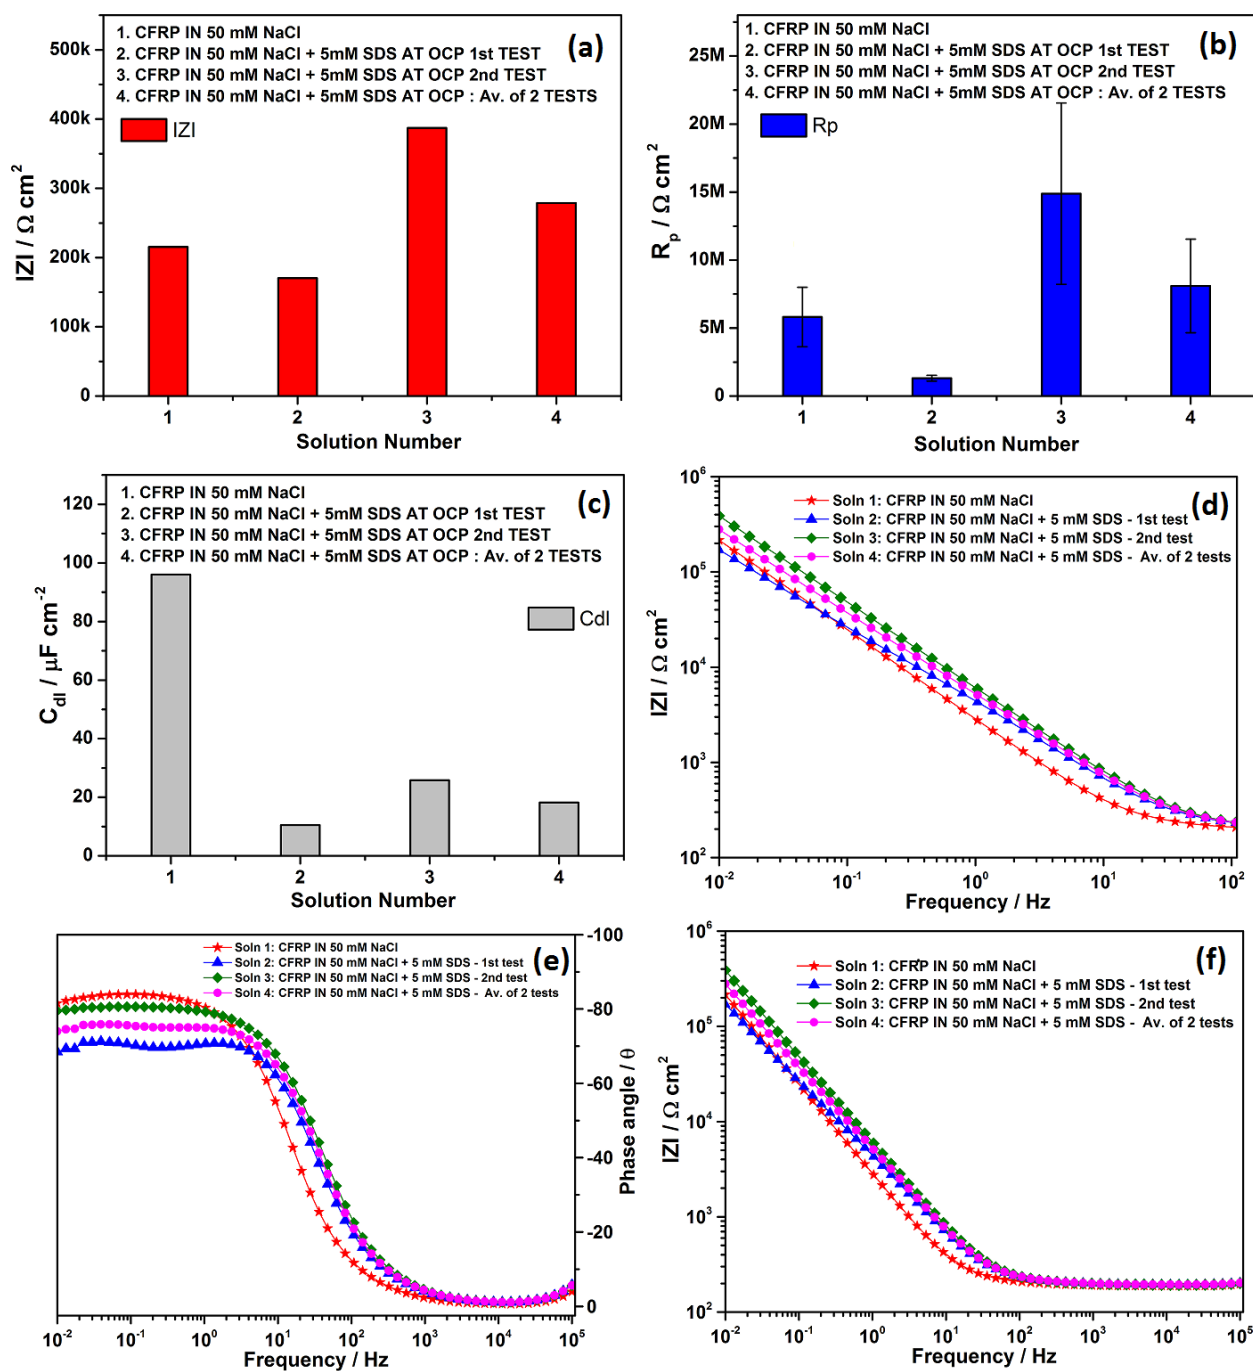 (a)
1. CFRP IN 50 mM NaCl
2. CFRP IN 50 mM NaCl + 5mM SDS AT OCP 1st TEST
3. CFRP IN 50 mM NaCl + 5mM SDS AT OCP 2nd TEST
4. CFRP IN 50 mM NaCl + 5mM SDS AT OCP : Av. of 2 TESTS
IZI
500k
400k
300k
200k
100k
0
IZI / Ω cm²
1 2 3 4
Solution Number
(b)
1. CFRP IN 50 mM NaCl
2. CFRP IN 50 mM NaCl + 5mM SDS AT OCP 1st TEST
3. CFRP IN 50 mM NaCl + 5mM SDS AT OCP 2nd TEST
4. CFRP IN 50 mM NaCl + 5mM SDS AT OCP : Av. of 2 TESTS
Rp
25M
20M
15M
10M
5M
0
Rp / Ω cm²
1 2 3 4
Solution Number
(c)
1. CFRP IN 50 mM NaCl
2. CFRP IN 50 mM NaCl + 5mM SDS AT OCP 1st TEST
3. CFRP IN 50 mM NaCl + 5mM SDS AT OCP 2nd TEST
4. CFRP IN 50 mM NaCl + 5mM SDS AT OCP : Av. of 2 TESTS
Cdl
120
100
80
60
40
20
0
Cdl / μF cm⁻²
1 2 3 4
Solution Number
(d)
Soln 1: CFRP IN 50 mM NaCl
Soln 2: CFRP IN 50 mM NaCl + 5 mM SDS - 1st test
Soln 3: CFRP IN 50 mM NaCl + 5 mM SDS - 2nd test
Soln 4: CFRP IN 50 mM NaCl + 5 mM SDS - Av. of 2 tests
10⁶
10⁵
10⁴
10³
10²
IZI / Ω cm²
10⁻² 10⁻¹ 10⁰ 10¹ 10²
Frequency / Hz
(e)
Soln 1: CFRP IN 50 mM NaCl
Soln 2: CFRP IN 50 mM NaCl + 5 mM SDS - 1st test
Soln 3: CFRP IN 50 mM NaCl + 5 mM SDS - 2nd test
Soln 4: CFRP IN 50 mM NaCl + 5 mM SDS - Av. of 2 tests
-100
-80
-60
-40
-20
0
Phase angle / θ
10⁻² 10⁻¹ 10⁰ 10¹ 10² 10³ 10⁴ 10⁵
Frequency / Hz
(f)
Soln 1: CFRP IN 50 mM NaCl
Soln 2: CFRP IN 50 mM NaCl + 5 mM SDS - 1st test
Soln 3: CFRP IN 50 mM NaCl + 5 mM SDS - 2nd test
Soln 4: CFRP IN 50 mM NaCl + 5 mM SDS - Av. of 2 tests
10⁶
10⁵
10⁴
10³
10²
IZI / Ω cm²
10⁻² 10⁻¹ 10⁰ 10¹ 10² 10³ 10⁴ 10⁵
Frequency / Hz